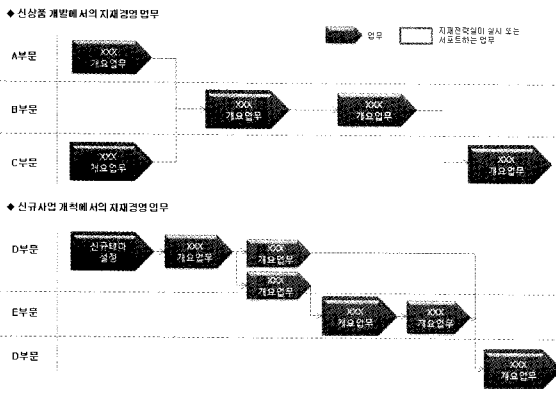 ◆ 신상품 개발에서의 지재경영 업무
업무
지재전략실이 실시 또는
서포트하는 업무
A부문
XXX
개요업무
B부문
XXX
개요업무
XXX
개요업무
C부문
XXX
개요업무
XXX
개요업무
◆ 신규사업 개척에서의 지재경영 업무
D부문
신규테마
설정
XXX
개요업무
XXX
개요업무
XXX
개요업무
E부문
XXX
개요업무
XXX
개요업무
D부문
XXX
개요업무